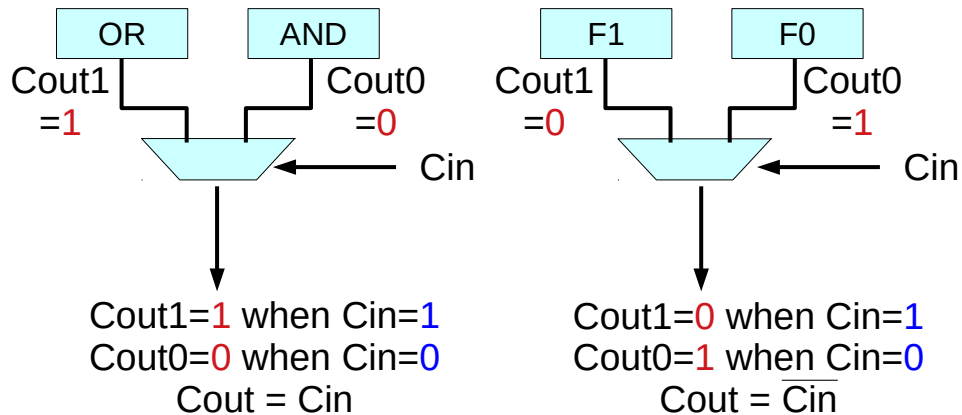 OR
AND
Cout1
=1
Cout0
=0
Cin
Cout1=1 when Cin=1
Cout0=0 when Cin=0
Cout = Cin
F1
F0
Cout1
=0
Cout0
=1
Cin
Cout1=0 when Cin=1
Cout0=1 when Cin=0
Cout = C̅i̅n̅